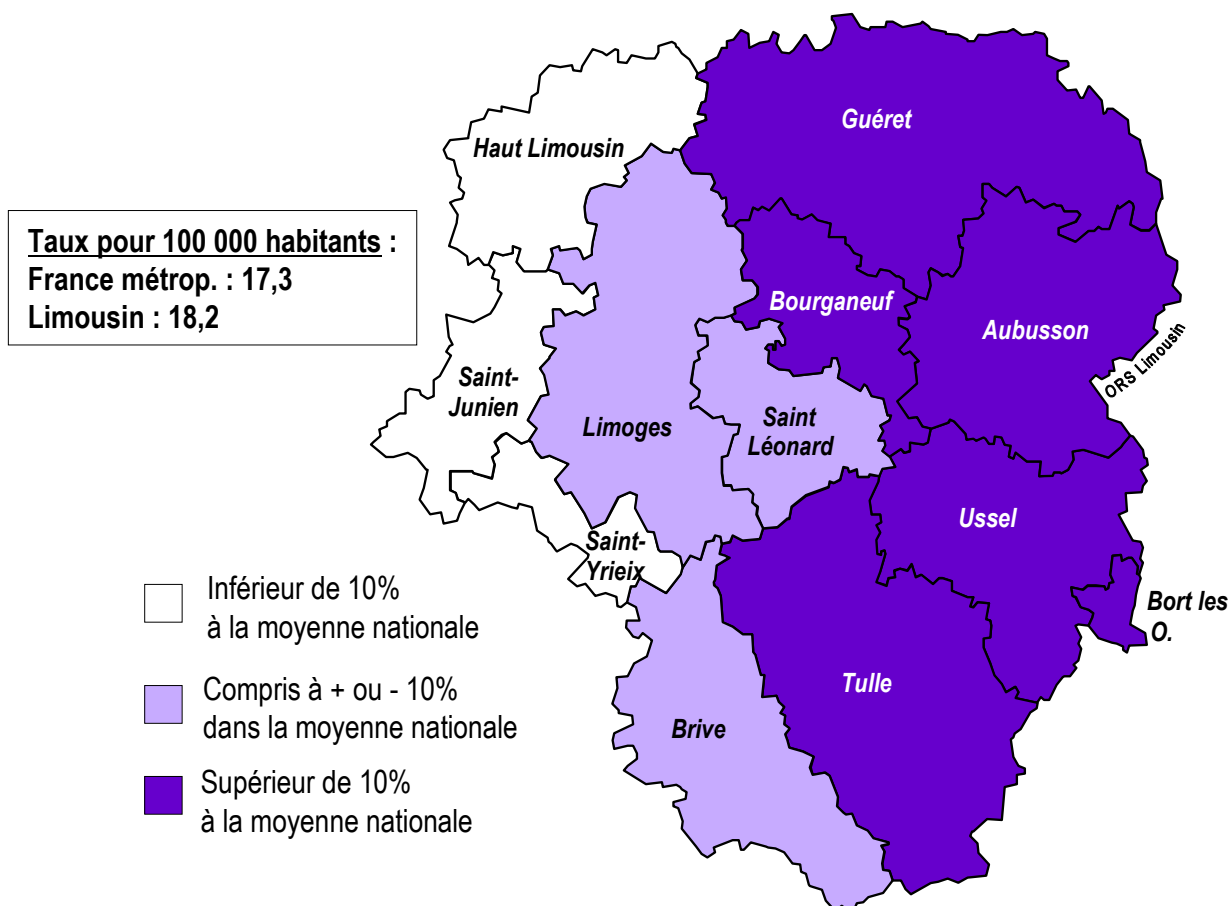 Guéret
Haut Limousin
Taux pour 100 000 habitants :
France métrop. : 17,3
Limousin : 18,2
Bourganeuf
Aubusson
ORS Limousin
Saint-
Junien
Limoges
Saint
Léonard
Ussel
Saint-
Yrieix
Bort les
O.
Inférieur de 10%
à la moyenne nationale
Compris à + ou - 10%
dans la moyenne nationale
Tulle
Brive
Supérieur de 10%
à la moyenne nationale